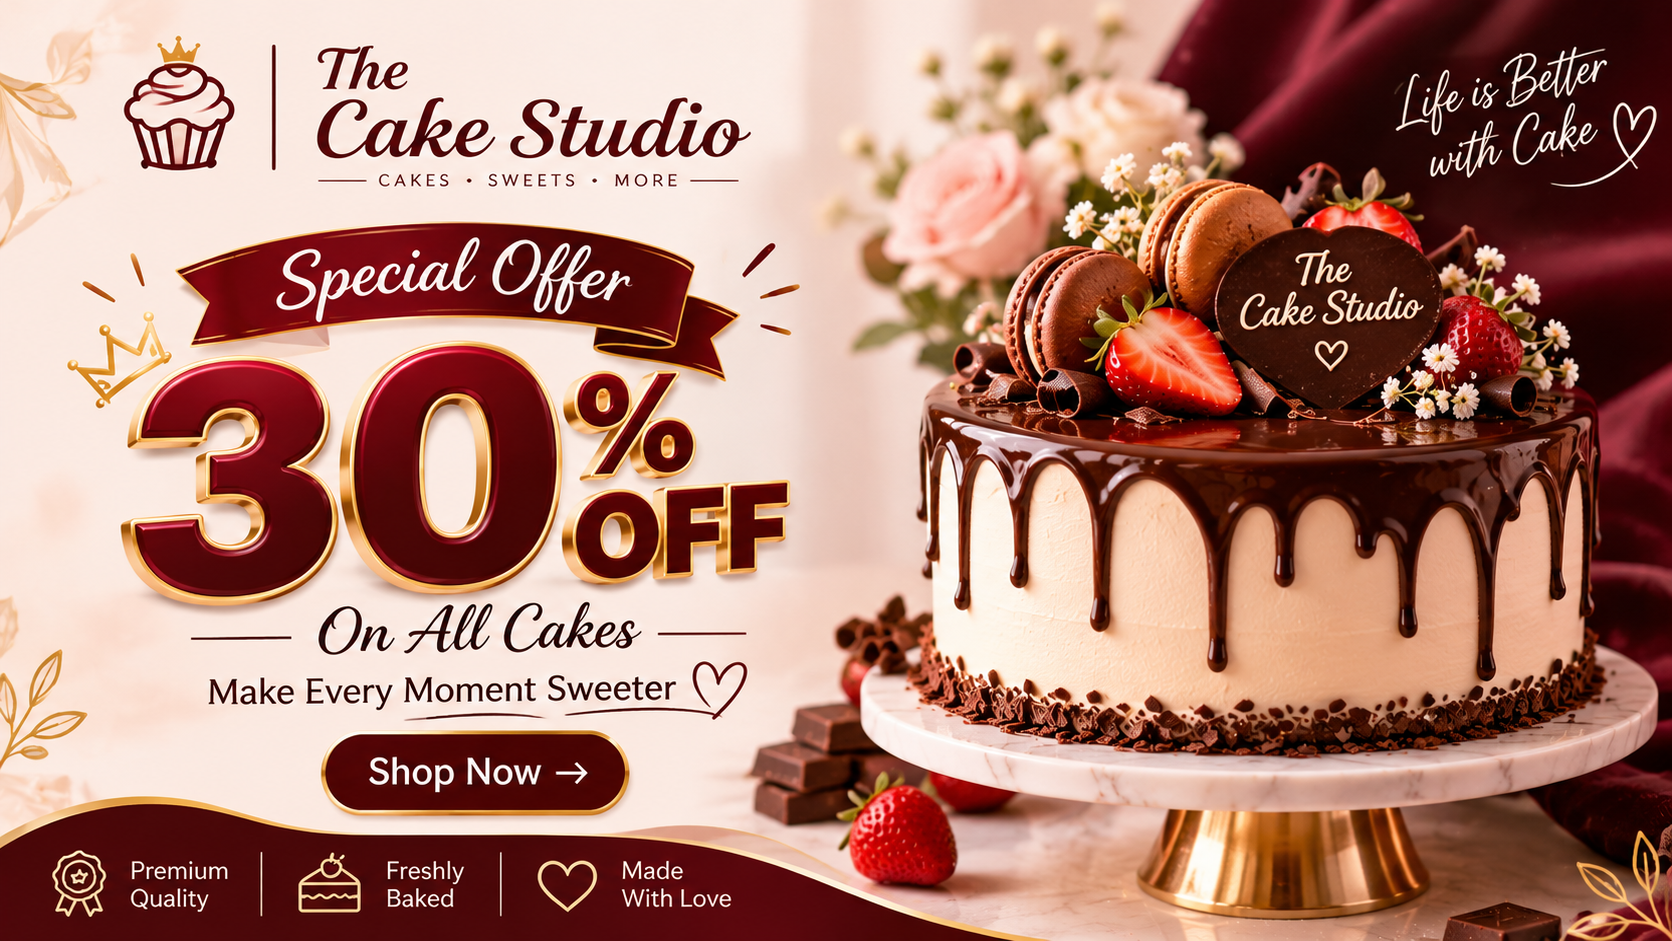 The
Cake Studio
CAKES • SWEETS • MORE
Special Offer
30%
OFF
On All Cakes
Make Every Moment Sweeter
Shop Now →
Premium
Quality
Freshly
Baked
Made
With Love
Life is Better
with Cake
The
Cake Studio